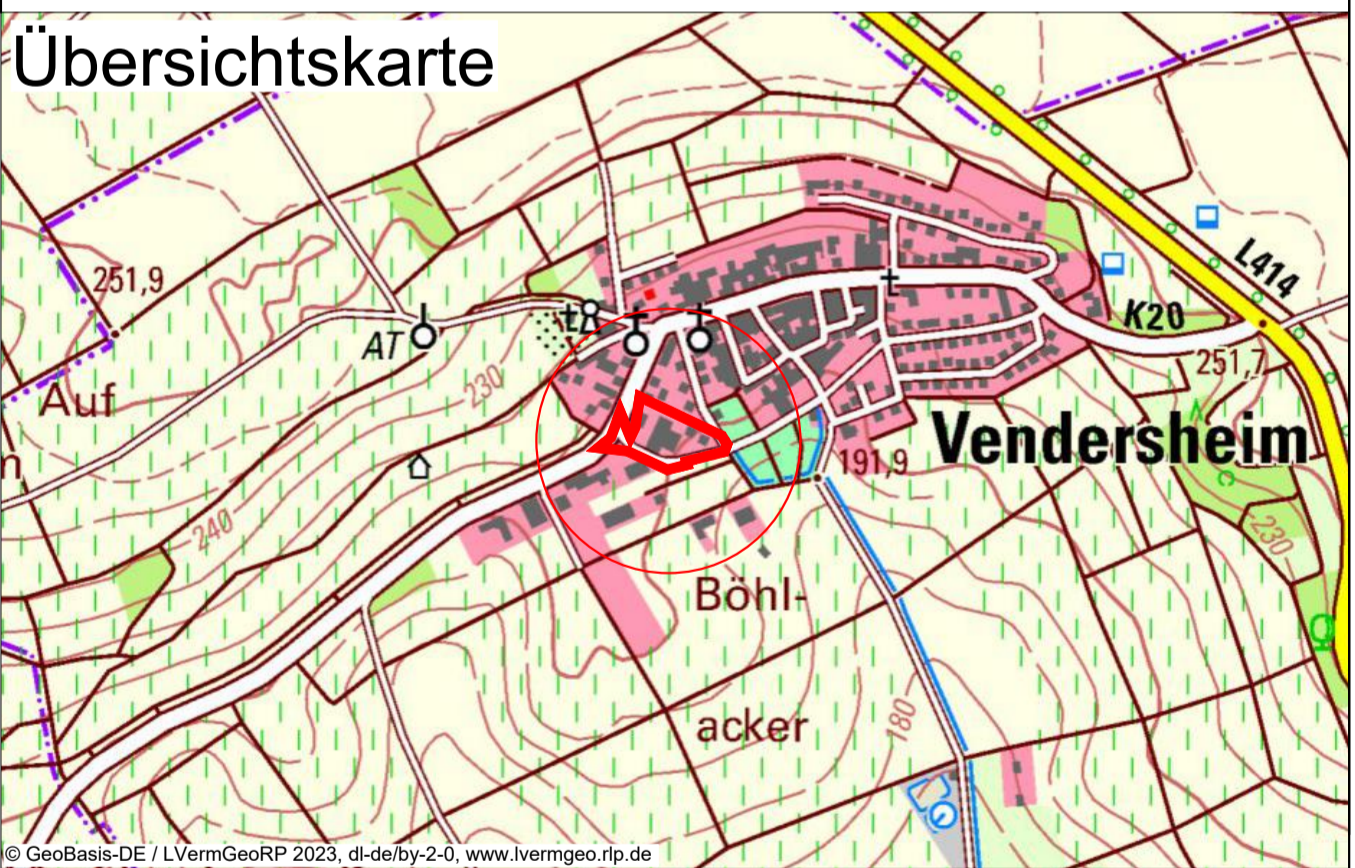 Übersichtskarte
L414
251,9
K20
AT
251,7
230
Auf
Vendersheim
191,9
240
230
Böhl-
acker
180
© GeoBasis-DE / LVermGeoRP 2023, dl-de/by-2-0, www.lvermgeo.rlp.de